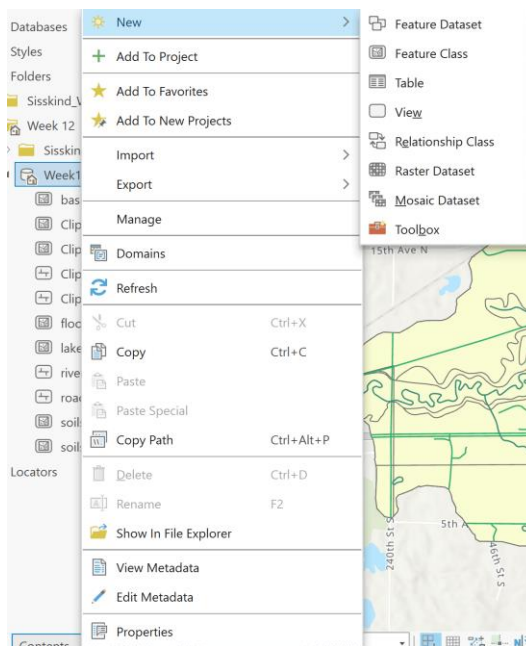 Databases
Styles
Folders
Sisskind_
Week 12
Sisskin
Week1
bas
Clip
Clip
Clip
Clip
floo
lake
rive
road
soil
soil
Locators
Contents
New
Add To Project
Add To Favorites
Add To New Projects
Import
Export
Manage
Domains
Refresh
Cut Ctrl+X
Copy Ctrl+C
Paste
Paste Special
Copy Path Ctrl+Alt+P
Delete Ctrl+D
Rename F2
Show In File Explorer
View Metadata
Edit Metadata
Properties
Feature Dataset
Feature Class
Table
View
Relationship Class
Raster Dataset
Mosaic Dataset
Toolbox
15th Ave N
240th St S
5th A
46th St S